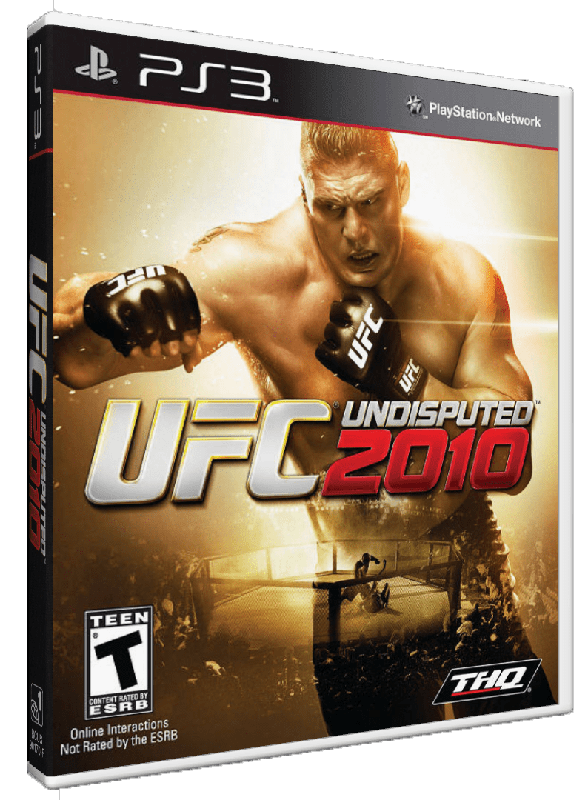 PS3
PlayStation®Network
UFC
UFC
UFC
UFC® UNDISPUTED™
2010
TEEN
T
CONTENT RATED BY
ESRB
Online Interactions
Not Rated by the ESRB
THQ®
PS3
UFC UNDISPUTED
2010